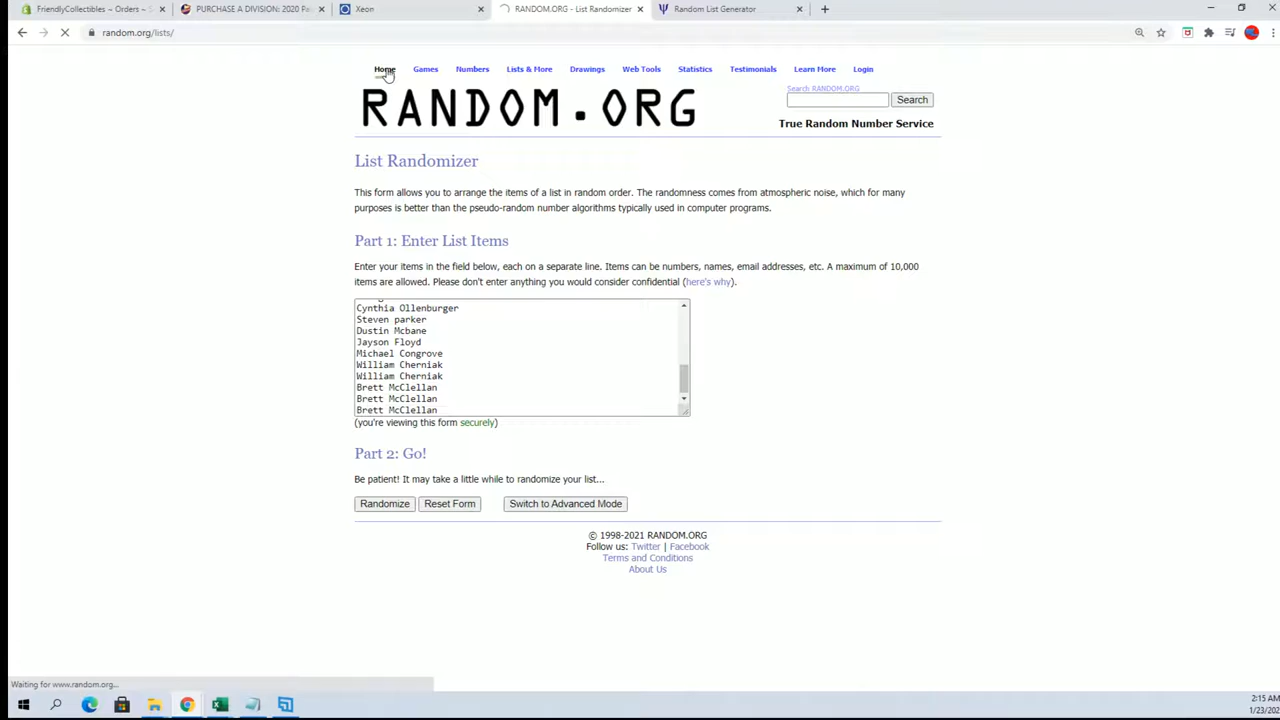 FriendlyCollectibles ~ Orders ~ S
PURCHASE A DIVISION: 2020 Pa
Xeon
RANDOM.ORG - List Randomizer
Random List Generator
random.org/lists/
Home
Games
Numbers
Lists & More
Drawings
Web Tools
Statistics
Testimonials
Learn More
Login
RANDOM.ORG
Search RANDOM.ORG
Search
True Random Number Service
List Randomizer
This form allows you to arrange the items of a list in random order. The randomness comes from atmospheric noise, which for many
purposes is better than the pseudo-random number algorithms typically used in computer programs.
Part 1: Enter List Items
Enter your items in the field below, each on a separate line. Items can be numbers, names, email addresses, etc. A maximum of 10,000
items are allowed. Please don't enter anything you would consider confidential (here's why).
Cynthia Ollenburger
Steven parker
Dustin Mcbane
Jayson Floyd
Michael Congrove
William Cherniak
William Cherniak
Brett McClellan
Brett McClellan
Brett McClellan
(you're viewing this form securely)
Part 2: Go!
Be patient! It may take a little while to randomize your list...
Randomize
Reset Form
Switch to Advanced Mode
© 1998-2021 RANDOM.ORG
Follow us: Twitter | Facebook
Terms and Conditions
About Us
Waiting for www.random.org...
2:15 AM
1/23/202